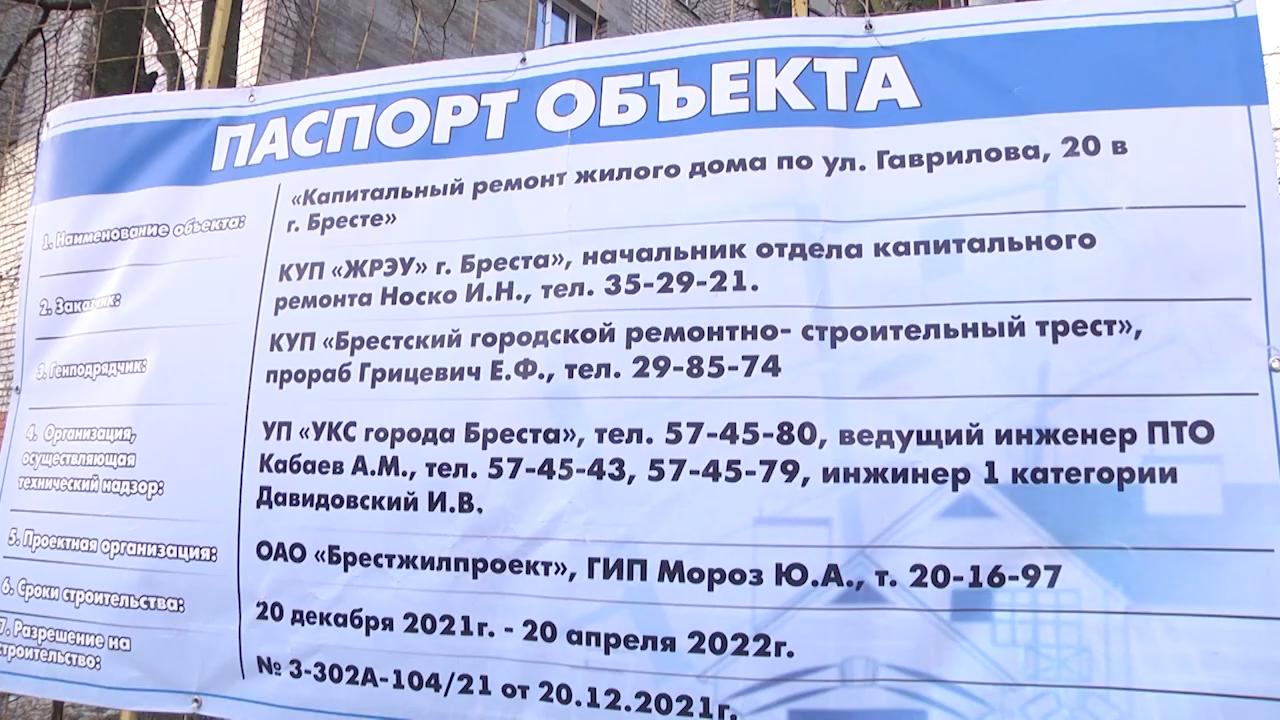 ПАСПОРТ ОБЪЕКТА
1. Наименование объекта:
«Капитальный ремонт жилого дома по ул. Гаврилова, 20 в
г. Бресте»
2. Заказчик:
КУП «ЖРЭУ» г. Бреста», начальник отдела капитального
ремонта Носко И.Н., тел. 35-29-21.
3. Генподрядчик:
КУП «Брестский городской ремонтно- строительный трест»,
прораб Грицевич Е.Ф., тел. 29-85-74
4. Организация,
осуществляющая
технический надзор:
УП «УКС города Бреста», тел. 57-45-80, ведущий инженер ПТО
Кабаев А.М., тел. 57-45-43, 57-45-79, инжинер 1 категории
Давидовский И.В.
5. Проектная организация:
ОАО «Брестжилпроект», ГИП Мороз Ю.А., т. 20-16-97
6. Сроки строительства:
20 декабря 2021г. - 20 апреля 2022г.
7. Разрешение на
строительство:
№ 3-302А-104/21 от 20.12.2021г.